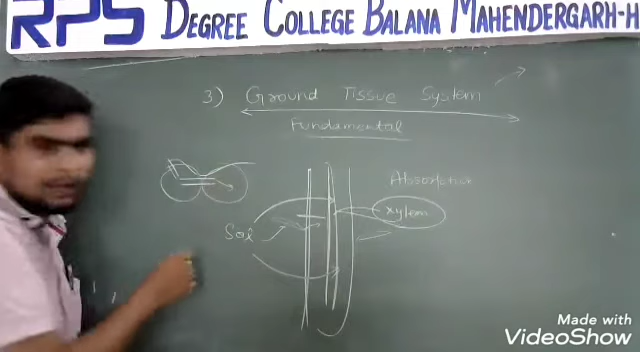 RPS DEGREE COLLEGE BALANA MAHENDERGARH-H
3) Ground Tissue System
Fundamental
Absorption
xylem
Soil
Made with
VideoShow